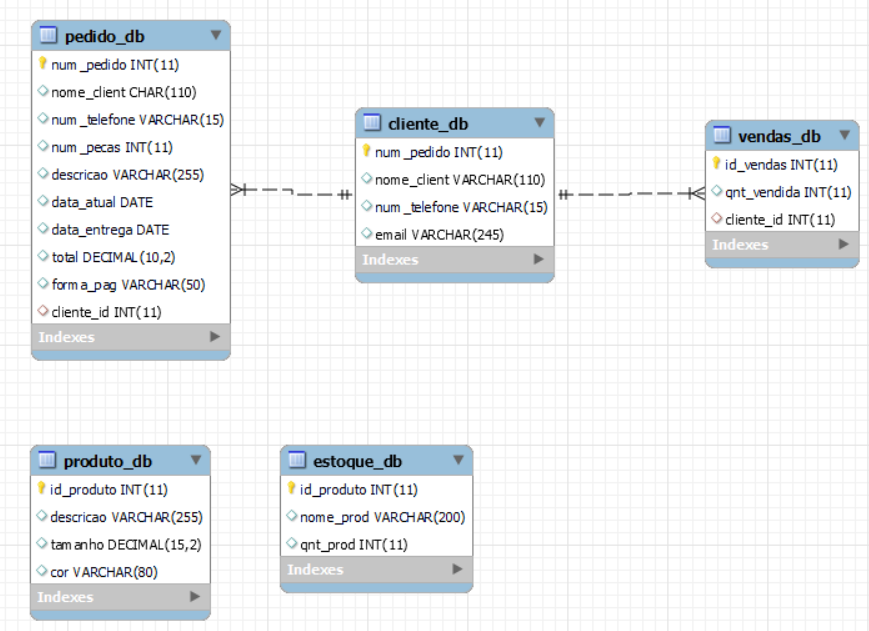 pedido_db
num_pedido INT(11)
nome_client CHAR(110)
num_telefone VARCHAR(15)
num_pecas INT(11)
descricao VARCHAR(255)
data_atual DATE
data_entrega DATE
total DECIMAL(10,2)
forma_pag VARCHAR(50)
cliente_id INT(11)
Indexes
cliente_db
num_pedido INT(11)
nome_client VARCHAR(110)
num_telefone VARCHAR(15)
email VARCHAR(245)
Indexes
vendas_db
id_vendas INT(11)
qnt_vendida INT(11)
cliente_id INT(11)
Indexes
produto_db
id_produto INT(11)
descricao VARCHAR(255)
tamanho DECIMAL(15,2)
cor VARCHAR(80)
Indexes
estoque_db
id_produto INT(11)
nome_prod VARCHAR(200)
qnt_prod INT(11)
Indexes